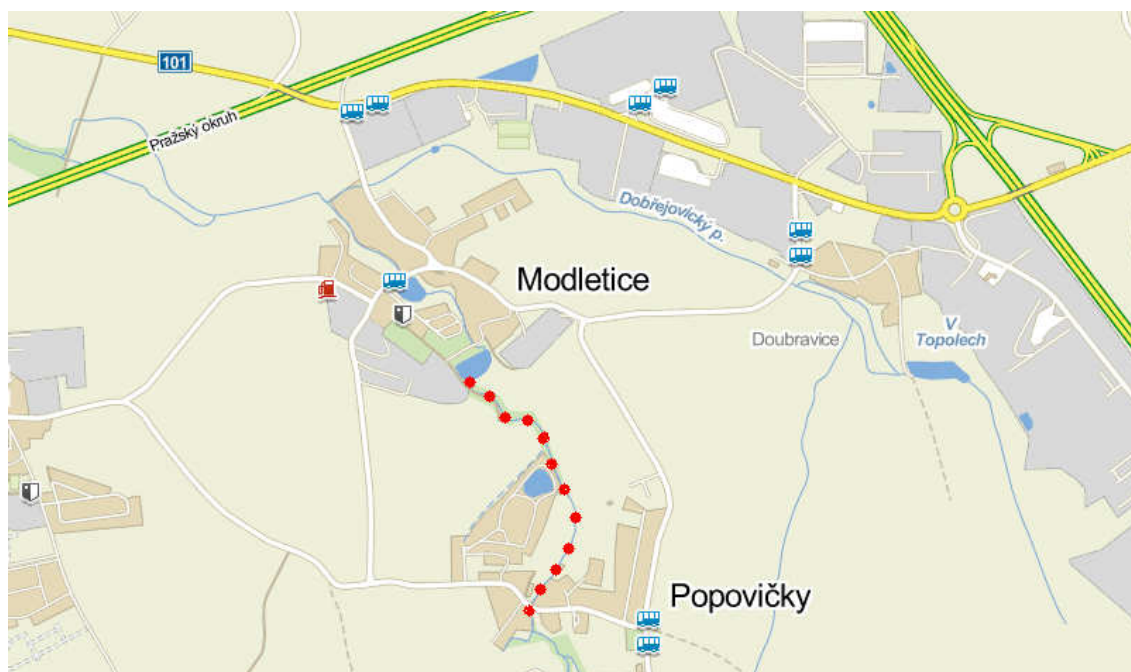 101
Pražský okruh
Dobřejovický p.
Modletice
Doubravice
V
Topolech
Popovičky